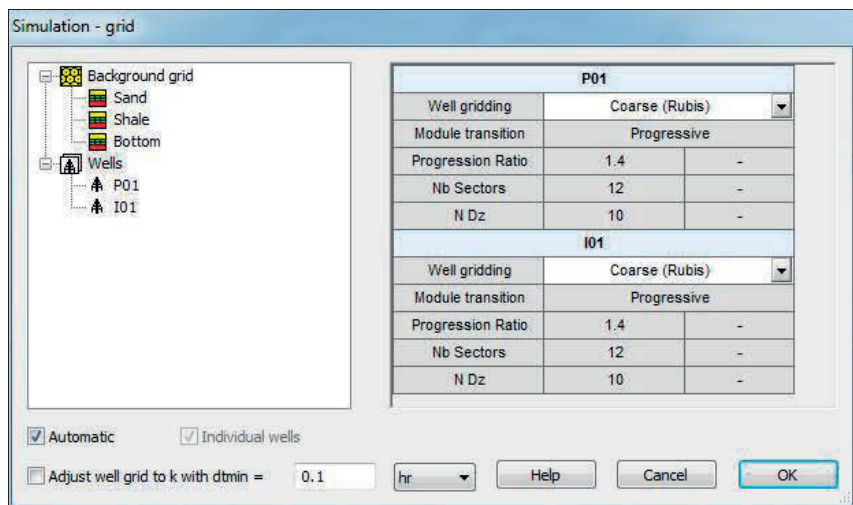 Simulation - grid
Background grid
Sand
Shale
Bottom
Wells
P01
I01
P01
Well gridding Coarse (Rubis)
Module transition Progressive
Progression Ratio 1.4 -
Nb Sectors 12 -
N Dz 10 -
I01
Well gridding Coarse (Rubis)
Module transition Progressive
Progression Ratio 1.4 -
Nb Sectors 12 -
N Dz 10 -
Automatic Individual wells
Adjust well grid to k with dtmin = 0.1 hr Help Cancel OK